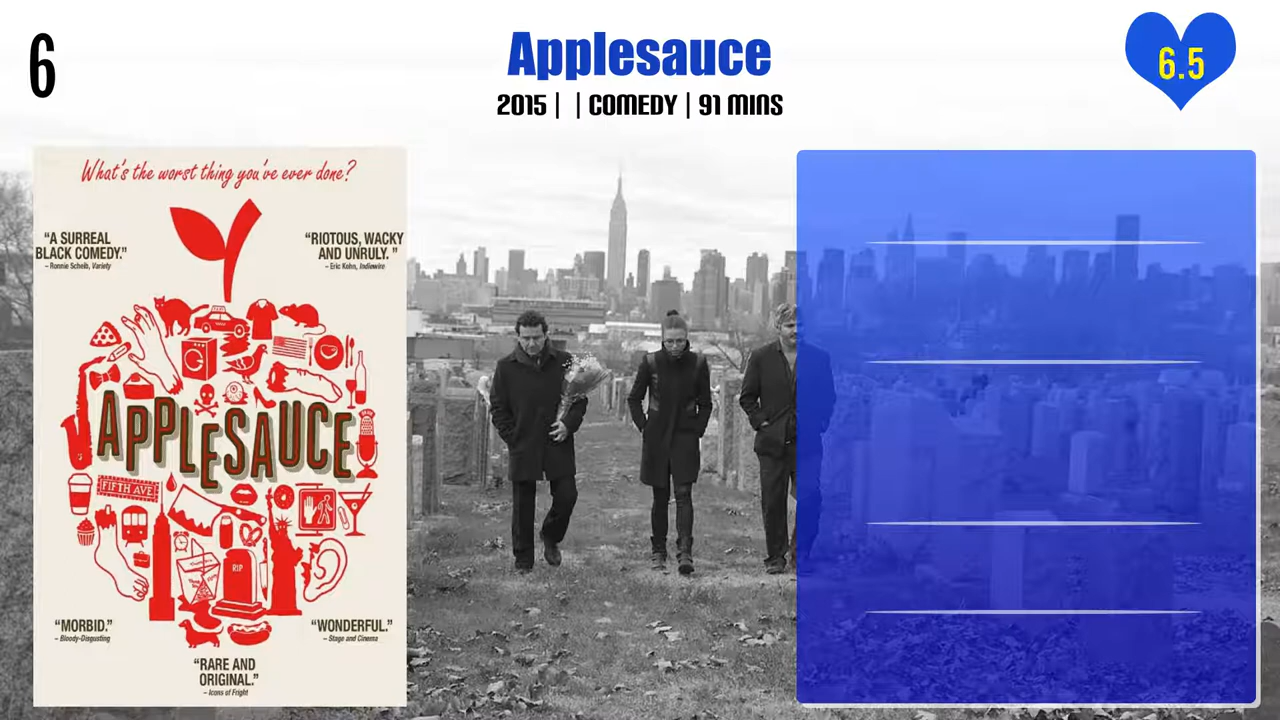 6
Applesauce
6.5
2015 | | COMEDY | 91 MINS
What's the worst thing you've ever done?
“A SURREAL
BLACK COMEDY.”
– Ronnie Scheib, Variety
“RIOTOUS, WACKY
AND UNRULY. ”
– Eric Kohn, Indiewire
APPLESAUCE
FIFTH AVE
RIP
“MORBID.”
– Bloody-Disgusting
“WONDERFUL.”
– Stage and Cinema
“RARE AND
ORIGINAL.”
– Icons of Fright